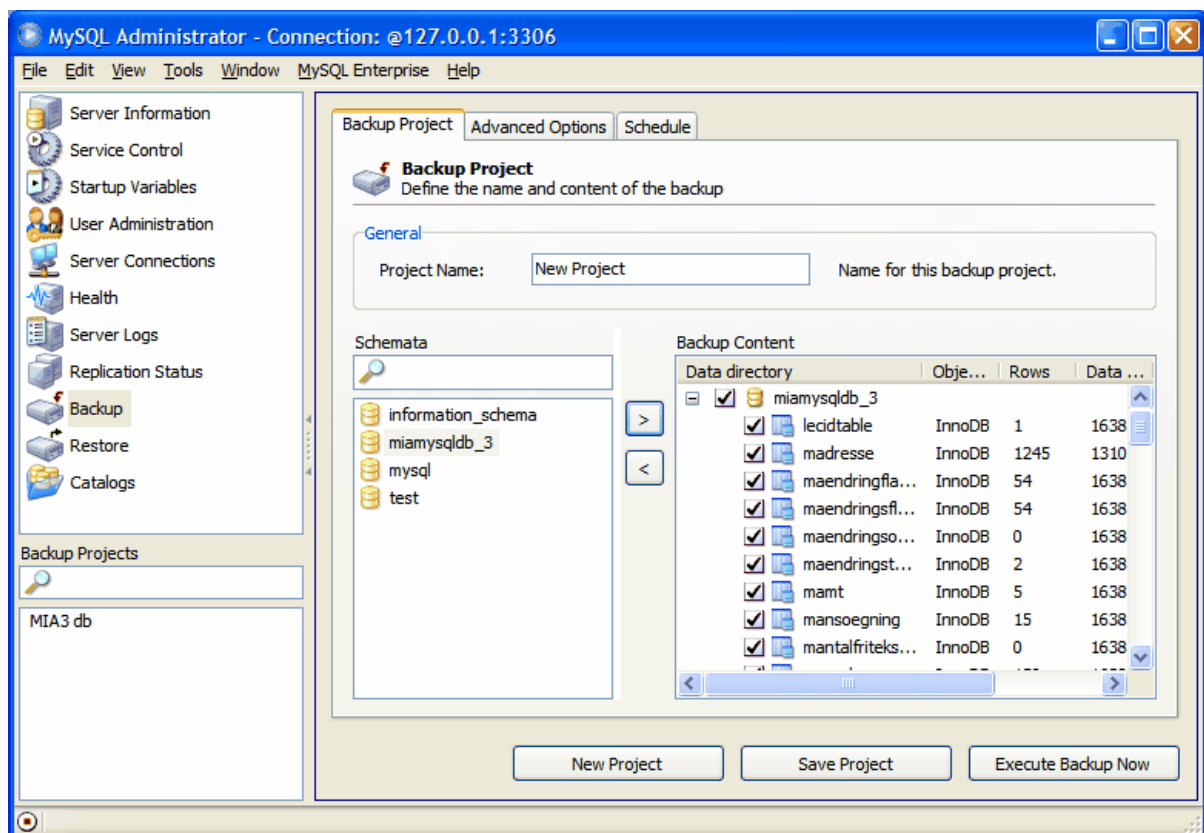 MySQL Administrator - Connection: @127.0.0.1:3306
File Edit View Tools Window MySQL Enterprise Help
Server Information
Service Control
Startup Variables
User Administration
Server Connections
Health
Server Logs
Replication Status
Backup
Restore
Catalogs
Backup Projects
MIA3 db
Backup Project Advanced Options Schedule
Backup Project
Define the name and content of the backup
General
Project Name: New Project Name for this backup project.
Schemata
information_schema
miamysqldb_3
mysql
test
>
<
Backup Content
Data directory Obje... Rows Data ...
miamysqldb_3
lecidtable InnoDB 1 1638
madresse InnoDB 1245 1310
maendringfla... InnoDB 54 1638
maendringsfl... InnoDB 54 1638
maendringso... InnoDB 0 1638
maendringst... InnoDB 2 1638
mamt InnoDB 5 1638
mansoegning InnoDB 15 1638
mantalfriteks... InnoDB 0 1638
New Project Save Project Execute Backup Now